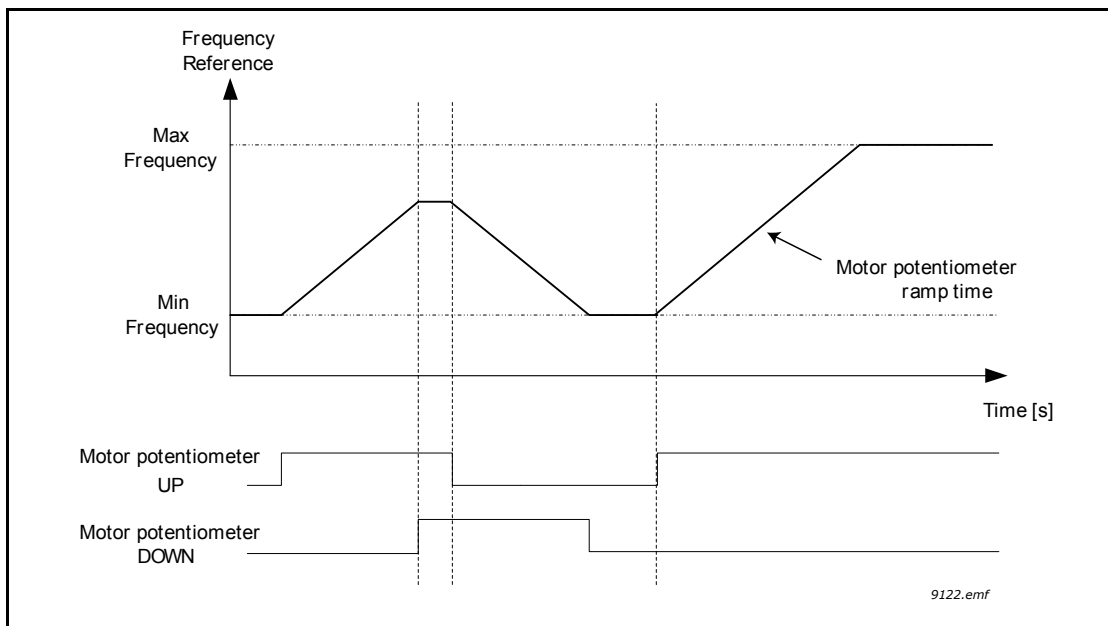 Frequency
Reference
Max
Frequency
Motor potentiometer
ramp time
Min
Frequency
Time [s]
Motor potentiometer
UP
Motor potentiometer
DOWN
9122.emf